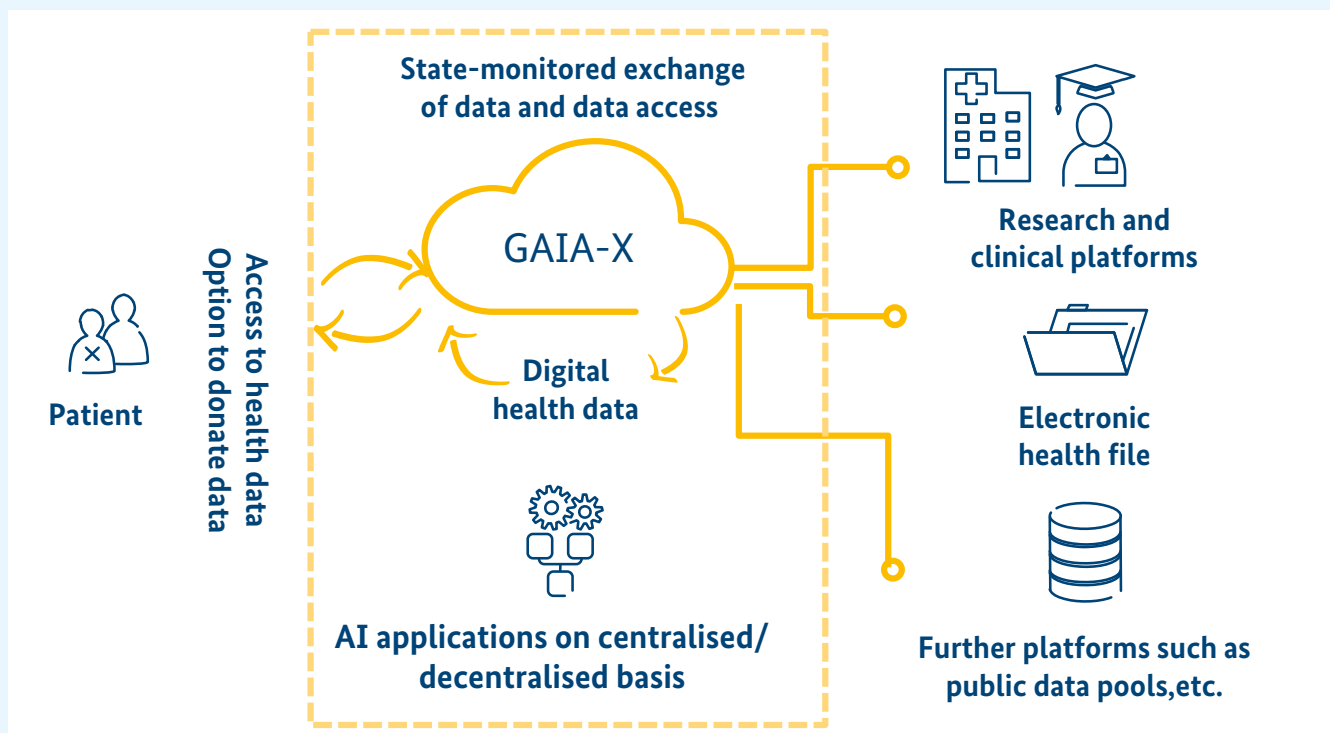 State-monitored exchange
of data and data access
GAIA-X
Digital
health data
AI applications on centralised/
decentralised basis
Patient
Access to health data
Option to donate data
Research and
clinical platforms
Electronic
health file
Further platforms such as
public data pools,etc.